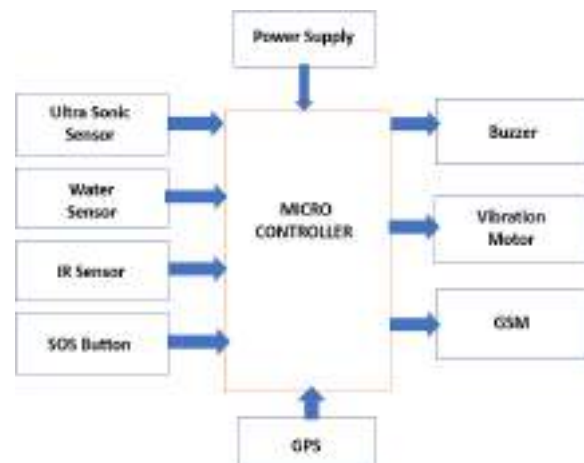 Power Supply
Ultra Sonic
Sensor
Buzzer
Water
Sensor
MICRO
CONTROLLER
Vibration
Motor
IR Sensor
GSM
SOS Button
GPS